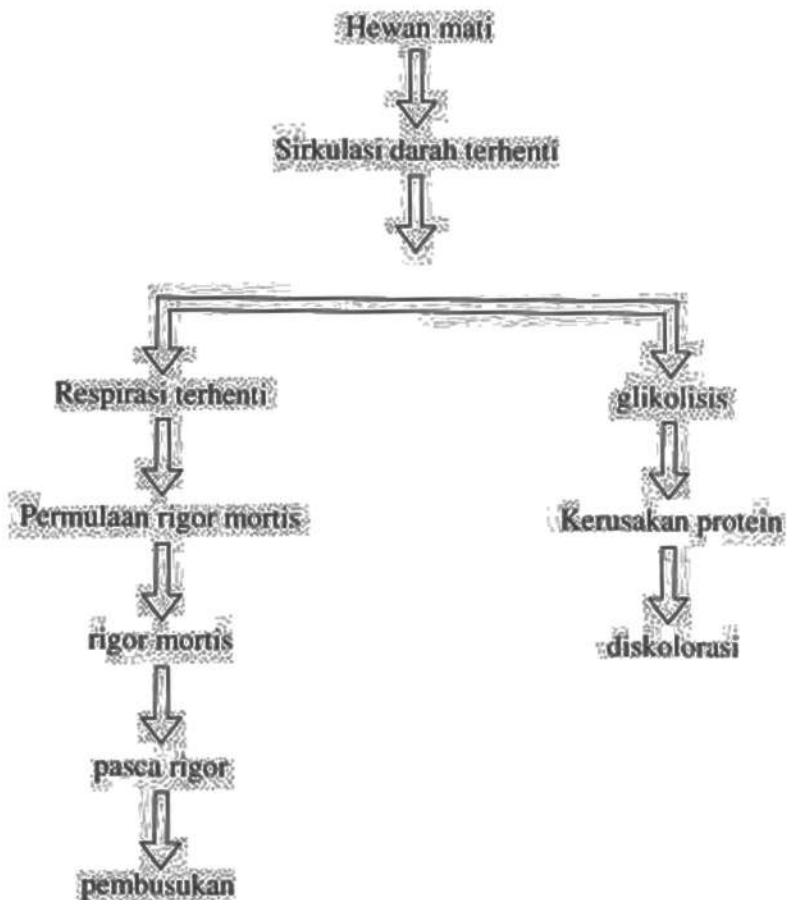 Hewan mati
Sirkulasi darah terhenti
Respirasi terhenti
glikolisis
Permulaan rigor mortis
Kerusakan protein
rigor mortis
diskolorasi
pasca rigor
pembusukan